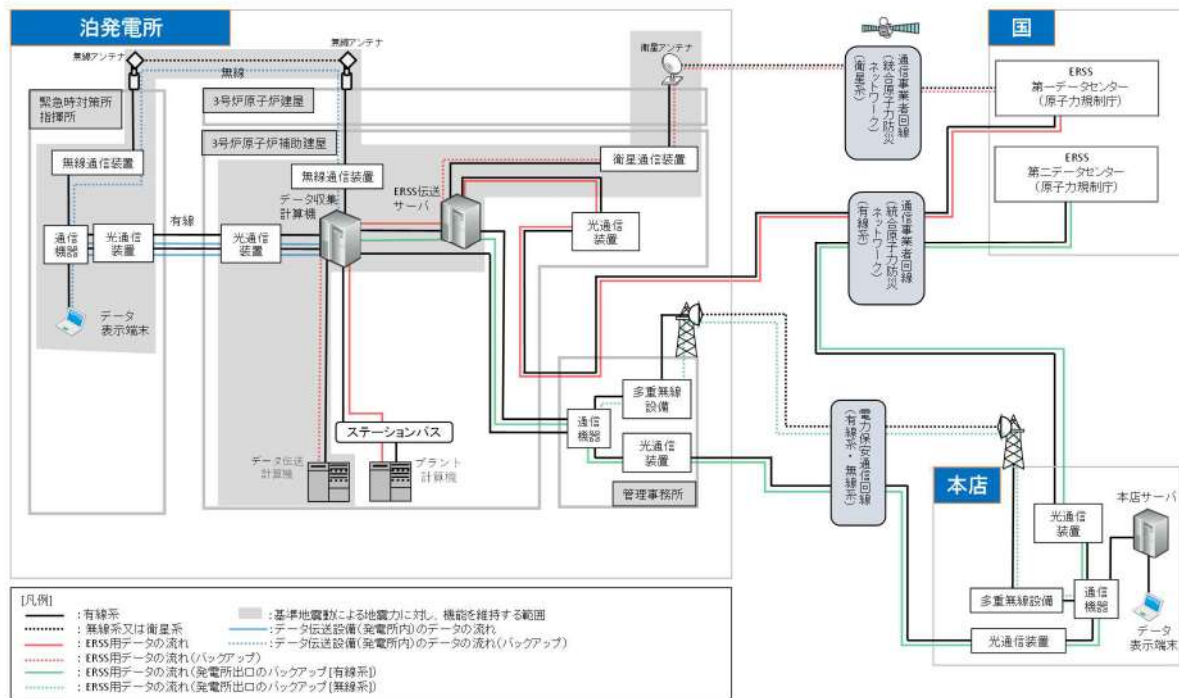 泊発電所
無線アンテナ
無線アンテナ
無線
衛星アンテナ
緊急時対策所
指揮所
3号炉原子炉建屋
3号炉原子炉補助建屋
無線通信装置
無線通信装置
衛星通信装置
データ収集
計算機
ERSS伝送
サーバ
有線
通信
機器
光通信
装置
光通信
装置
光通信
装置
データ
表示端末
ステーションバス
データ伝送
計算機
プラント
計算機
多重無線
設備
通信
機器
光通信
装置
管理事務所
通信事業者回線
(統合原子力防災
ネットワーク)
(衛星系)
通信事業者回線
(統合原子力防災
ネットワーク)
(有線系)
電力保安通信回線
(有線系・無線系)
国
ERSS
第一データセンター
(原子力規制庁)
ERSS
第二データセンター
(原子力規制庁)
本店
本店サーバ
光通信
装置
多重無線設備
通信
機器
光通信装置
データ
表示端末
[凡例]
:有線系
:基準地震動による地震力に対し、機能を維持する範囲
:無線系又は衛星系
:データ伝送設備(発電所内)のデータの流れ
:ERSS用データの流れ
:データ伝送設備(発電所内)のデータの流れ(バックアップ)
:ERSS用データの流れ(バックアップ)
:ERSS用データの流れ(発電所出口のバックアップ[有線系])
:ERSS用データの流れ(発電所出口のバックアップ[無線系])